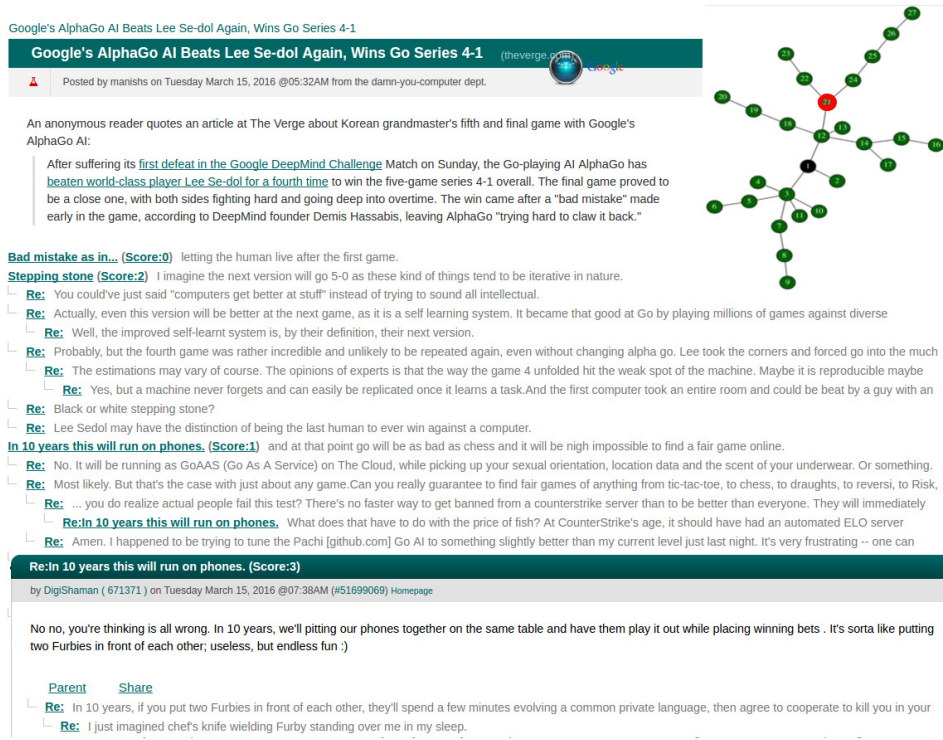 Google's AlphaGo AI Beats Lee Se-dol Again, Wins Go Series 4-1
Google's AlphaGo AI Beats Lee Se-dol Again, Wins Go Series 4-1 (theverge.com)
Google
Posted by manishs on Tuesday March 15, 2016 @05:32AM from the damn-you-computer dept.
An anonymous reader quotes an article at The Verge about Korean grandmaster's fifth and final game with Google's
AlphaGo AI:
After suffering its first defeat in the Google DeepMind Challenge Match on Sunday, the Go-playing AI AlphaGo has
beaten world-class player Lee Se-dol for a fourth time to win the five-game series 4-1 overall. The final game proved to
be a close one, with both sides fighting hard and going deep into overtime. The win came after a "bad mistake" made
early in the game, according to DeepMind founder Demis Hassabis, leaving AlphaGo "trying hard to claw it back."
27
26
23
25
22
24
20
21
19
18
13
12
14
15
16
17
1
4
2
3
5
6
10
11
7
8
9
Bad mistake as in... (Score:0) letting the human live after the first game.
Stepping stone (Score:2) I imagine the next version will go 5-0 as these kind of things tend to be iterative in nature.
Re: You could've just said "computers get better at stuff" instead of trying to sound all intellectual.
Re: Actually, even this version will be better at the next game, as it is a self learning system. It became that good at Go by playing millions of games against diverse
Re: Well, the improved self-learnt system is, by their definition, their next version.
Re: Probably, but the fourth game was rather incredible and unlikely to be repeated again, even without changing alpha go. Lee took the corners and forced go into the much
Re: The estimations may vary of course. The opinions of experts is that the way the game 4 unfolded hit the weak spot of the machine. Maybe it is reproducible maybe
Re: Yes, but a machine never forgets and can easily be replicated once it learns a task.And the first computer took an entire room and could be beat by a guy with an
Re: Black or white stepping stone?
Re: Lee Sedol may have the distinction of being the last human to ever win against a computer.
In 10 years this will run on phones. (Score:1) and at that point go will be as bad as chess and it will be nigh impossible to find a fair game online.
Re: No. It will be running as GoAAS (Go As A Service) on The Cloud, while picking up your sexual orientation, location data and the scent of your underwear. Or something.
Re: Most likely. But that's the case with just about any game.Can you really guarantee to find fair games of anything from tic-tac-toe, to chess, to draughts, to reversi, to Risk,
Re: ... you do realize actual people fail this test? There's no faster way to get banned from a counterstrike server than to be better than everyone. They will immediately
Re:In 10 years this will run on phones. What does that have to do with the price of fish? At CounterStrike's age, it should have had an automated ELO server
Re: Amen. I happened to be trying to tune the Pachi [github.com] Go AI to something slightly better than my current level just last night. It's very frustrating -- one can
Re:In 10 years this will run on phones. (Score:3)
by DigiShaman ( 671371 ) on Tuesday March 15, 2016 @07:38AM (#51699069) Homepage
No no, you're thinking is all wrong. In 10 years, we'll pitting our phones together on the same table and have them play it out while placing winning bets . It's sorta like putting
two Furbies in front of each other; useless, but endless fun :)
Parent Share
Re: In 10 years, if you put two Furbies in front of each other, they'll spend a few minutes evolving a common private language, then agree to cooperate to kill you in your
Re: I just imagined chef's knife wielding Furby standing over me in my sleep.